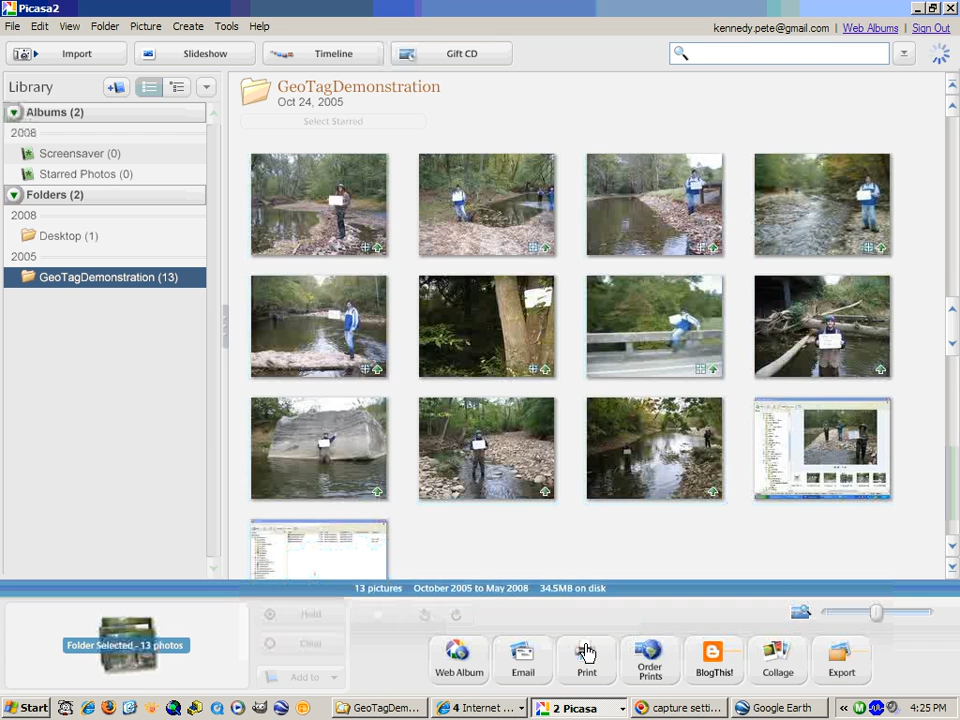 Picasa2
File Edit View Folder Picture Create Tools Help
kennedy.pete@gmail.com | Web Albums | Sign Out
Import Slideshow Timeline Gift CD
Library
Albums (2)
2008
Screensaver (0)
Starred Photos (0)
Folders (2)
2008
Desktop (1)
2005
GeoTagDemonstration (13)
GeoTagDemonstration
Oct 24, 2005
Select Starred
13 pictures October 2005 to May 2008 34.5MB on disk
Folder Selected - 13 photos
Hold
Clear
Add to
Web Album
Email
Print
Order Prints
BlogThis!
Collage
Export
Start
GeoTagDem...
4 Internet ...
2 Picasa
capture setti...
Google Earth
4:25 PM